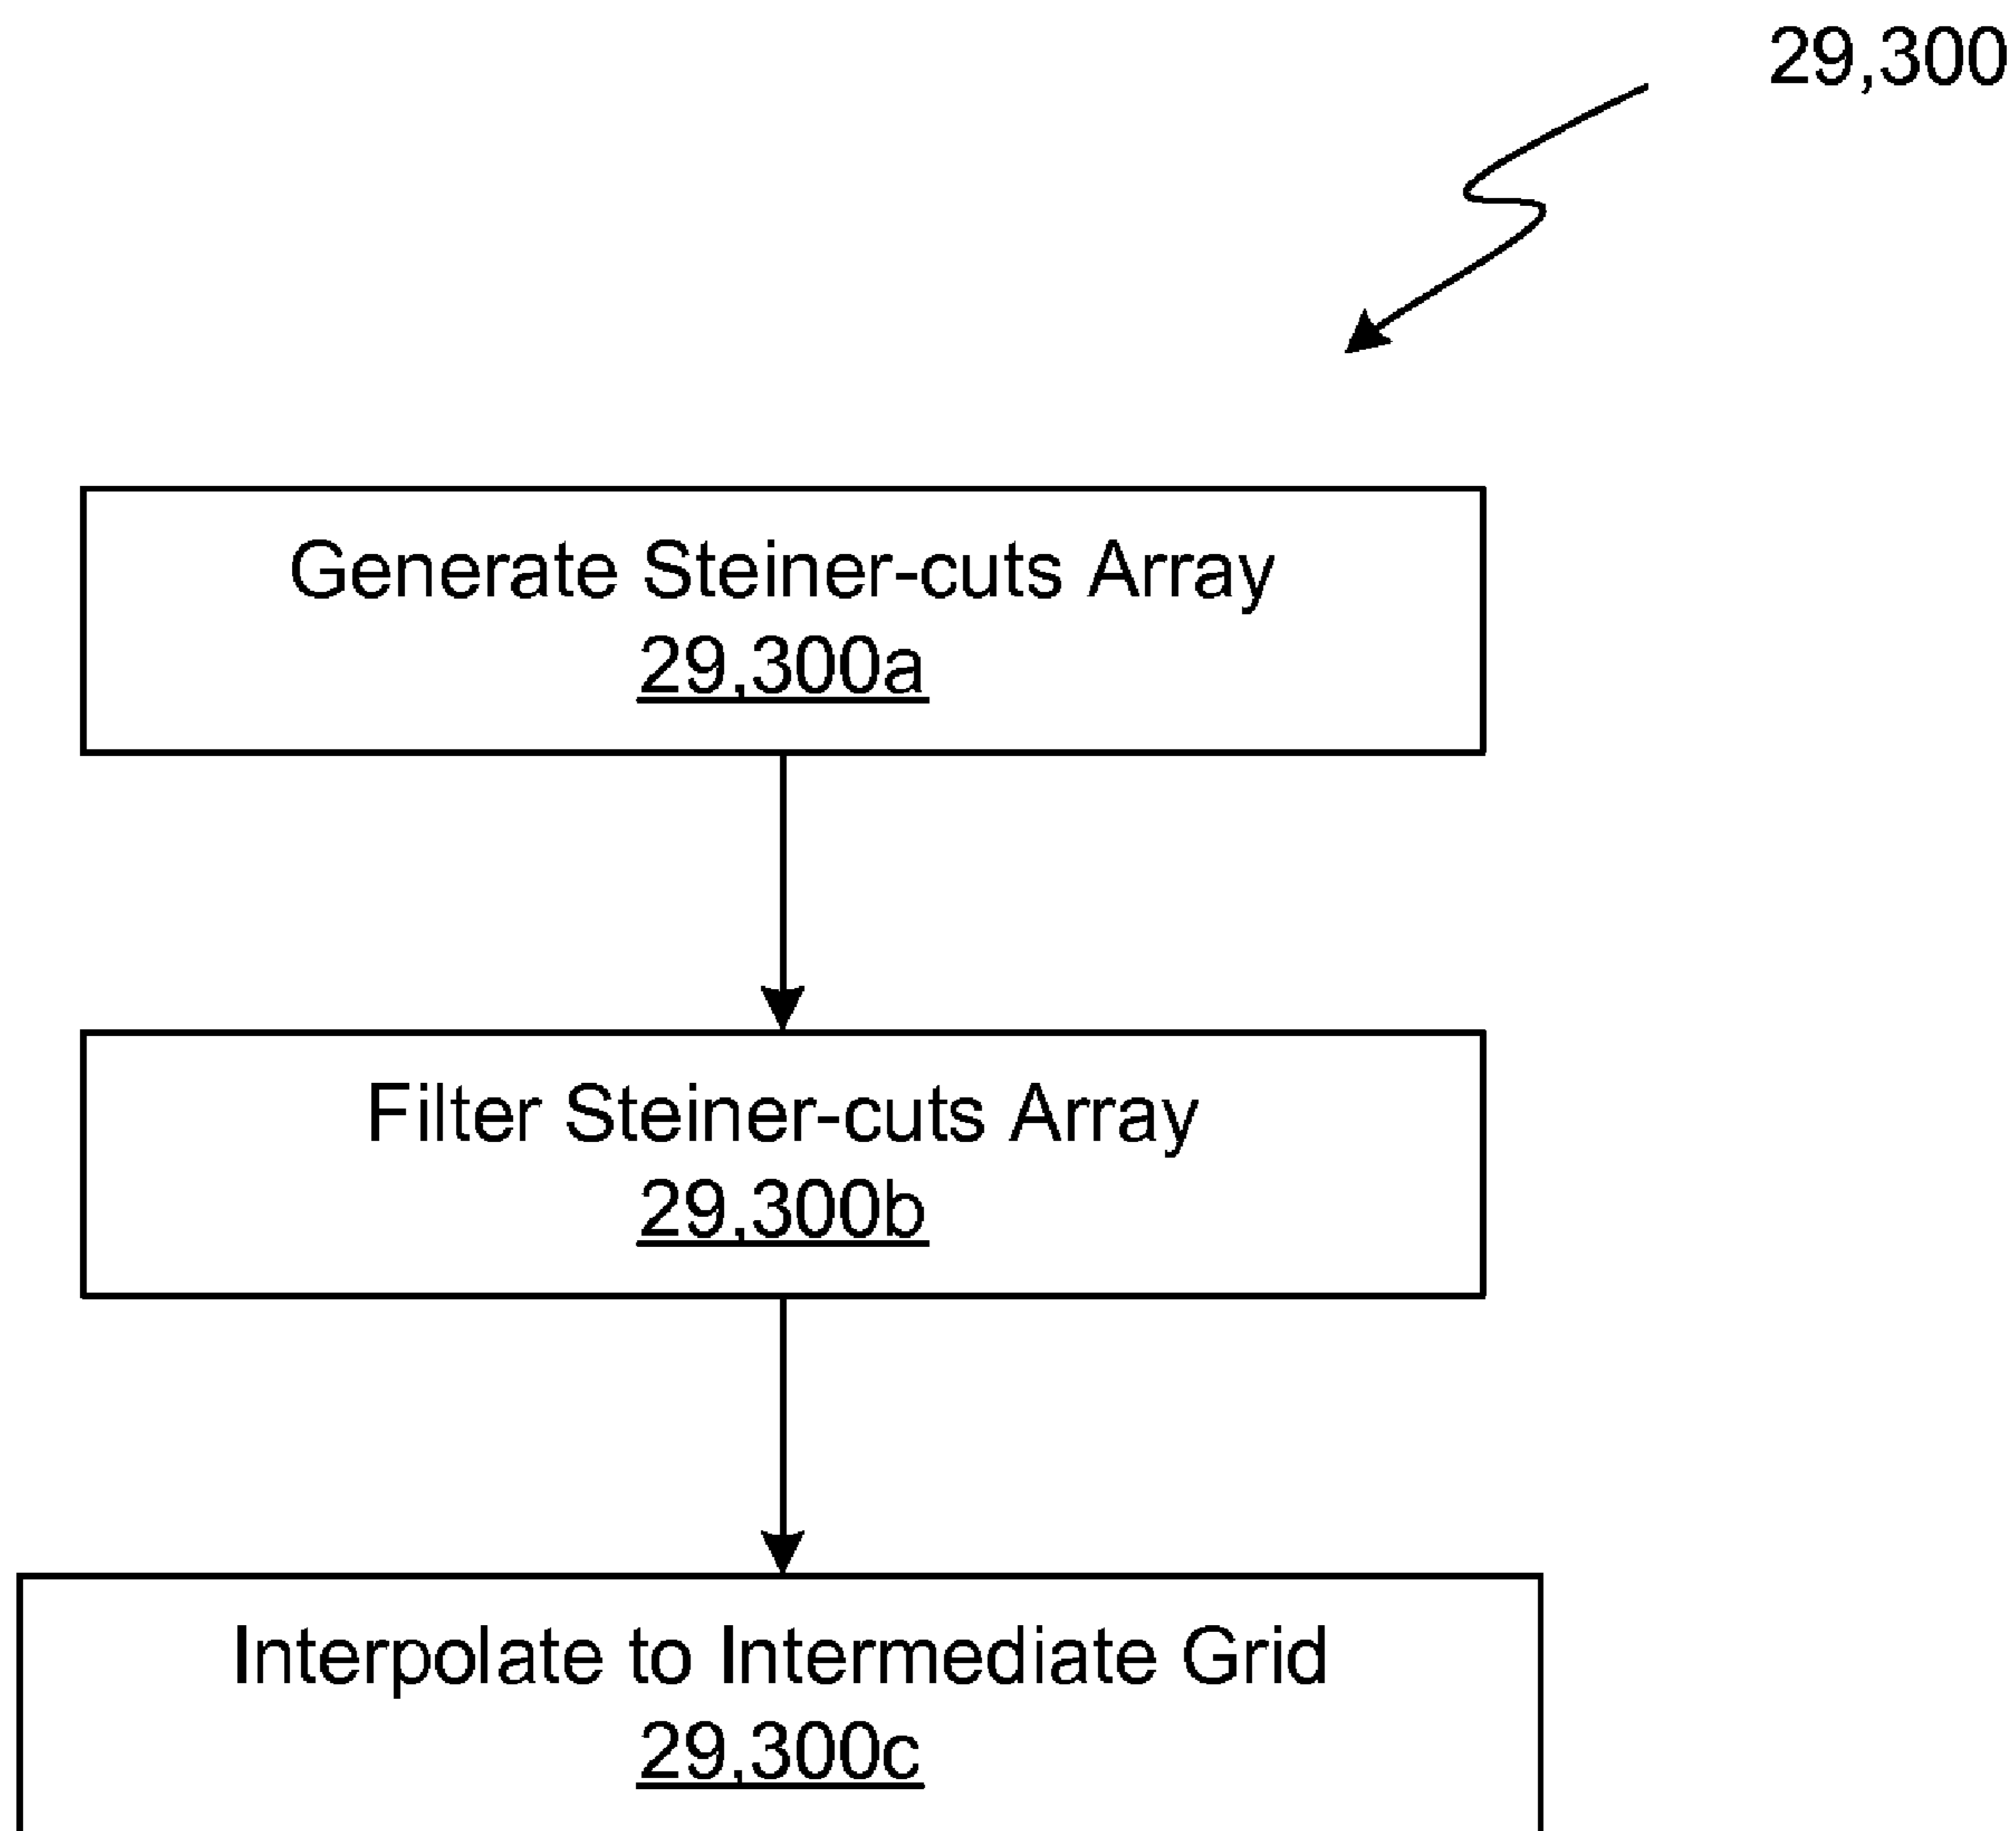 29,300
Generate Steiner-cuts Array
29,300a
Filter Steiner-cuts Array
29,300b
Interpolate to Intermediate Grid
29,300c